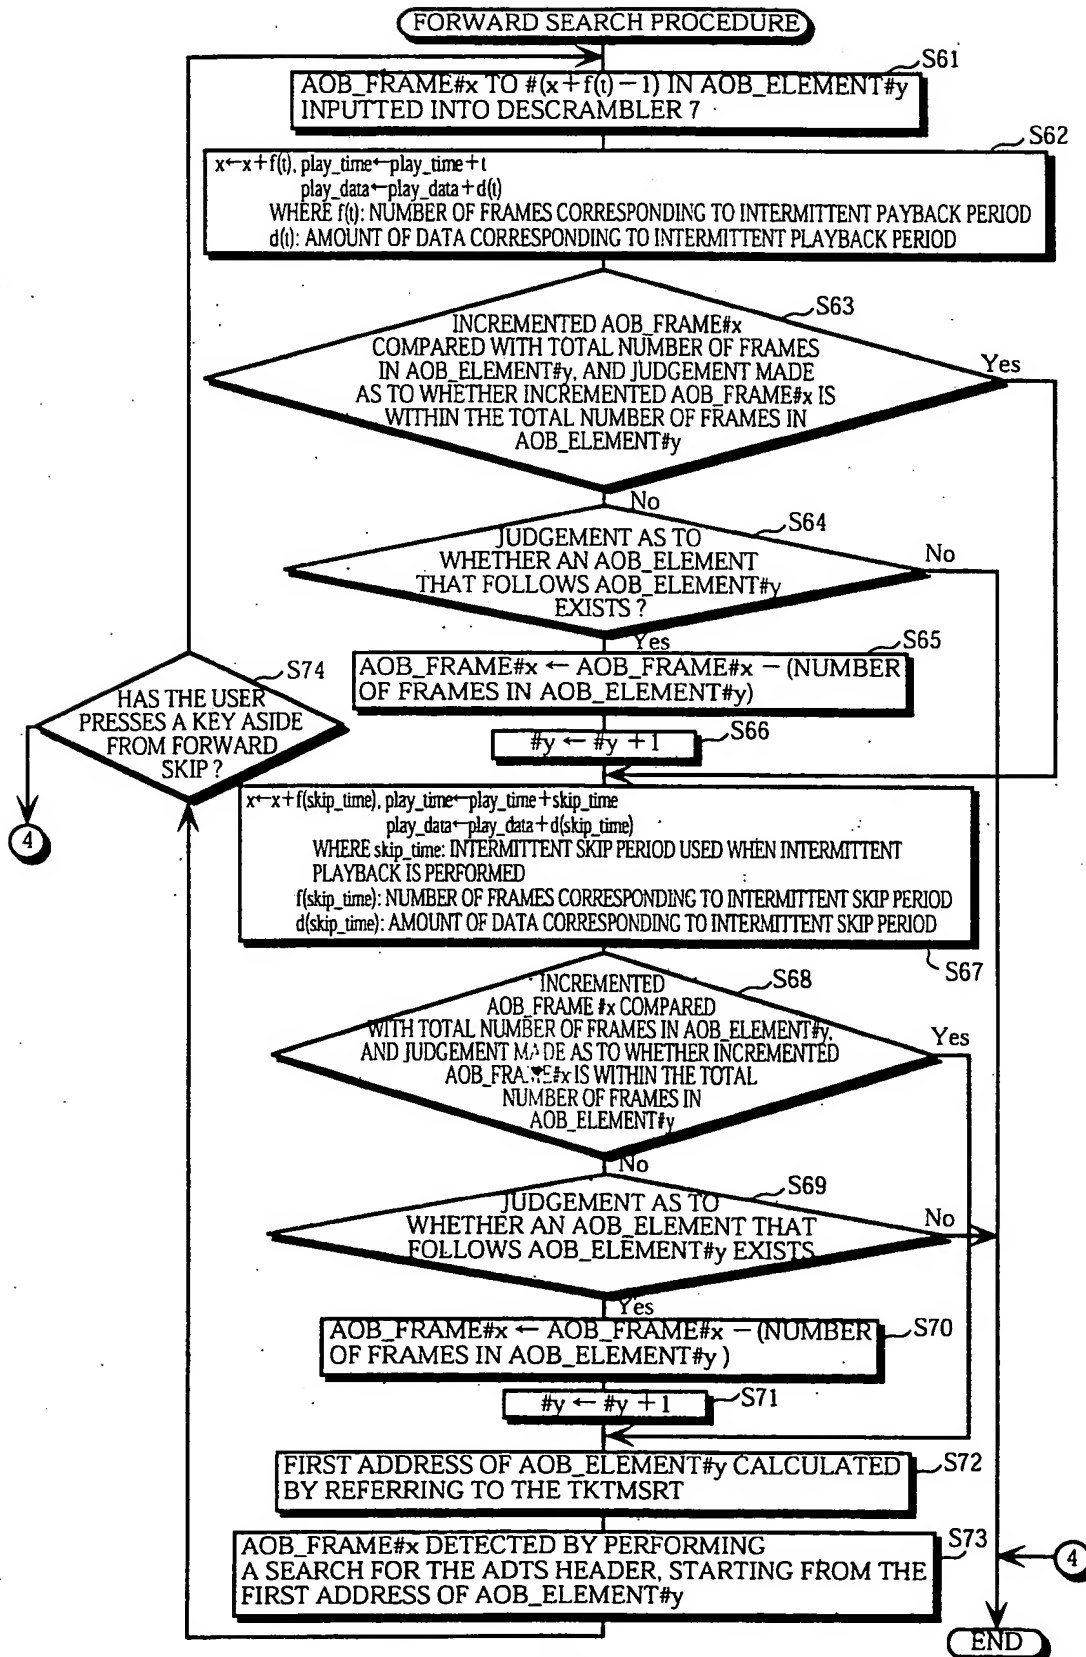 FORWARD SEARCH PROCEDURE
S61
AOB_FRAME#x TO #(x+f(t)−1) IN AOB_ELEMENT#y
INPUTTED INTO DESCRAMBLER 7
S62
x←x+f(t), play_time←play_time+t
play_data←play_data+d(t)
WHERE f(t): NUMBER OF FRAMES CORRESPONDING TO INTERMITTENT PAYBACK PERIOD
d(t): AMOUNT OF DATA CORRESPONDING TO INTERMITTENT PLAYBACK PERIOD
S63
INCREMENTED AOB_FRAME#x
COMPARED WITH TOTAL NUMBER OF FRAMES
IN AOB_ELEMENT#y, AND JUDGEMENT MADE
AS TO WHETHER INCREMENTED AOB_FRAME#x IS
WITHIN THE TOTAL NUMBER OF FRAMES IN
AOB_ELEMENT#y
Yes
No
S64
JUDGEMENT AS TO
WHETHER AN AOB_ELEMENT
THAT FOLLOWS AOB_ELEMENT#y
EXISTS ?
No
Yes
S65
AOB_FRAME#x ← AOB_FRAME#x − (NUMBER
OF FRAMES IN AOB_ELEMENT#y)
S66
#y ← #y +1
S74
HAS THE USER
PRESSES A KEY ASIDE
FROM FORWARD
SKIP ?
4
x←x+f(skip_time), play_time←play_time+skip_time
play_data←play_data+d(skip_time)
WHERE skip_time: INTERMITTENT SKIP PERIOD USED WHEN INTERMITTENT
PLAYBACK IS PERFORMED
f(skip_time): NUMBER OF FRAMES CORRESPONDING TO INTERMITTENT SKIP PERIOD
d(skip_time): AMOUNT OF DATA CORRESPONDING TO INTERMITTENT SKIP PERIOD
S67
S68
INCREMENTED
AOB_FRAME #x COMPARED
WITH TOTAL NUMBER OF FRAMES IN AOB_ELEMENT#y,
AND JUDGEMENT MADE AS TO WHETHER INCREMENTED
AOB_FRAME#x IS WITHIN THE TOTAL
NUMBER OF FRAMES IN
AOB_ELEMENT#y
Yes
No
S69
JUDGEMENT AS TO
WHETHER AN AOB_ELEMENT THAT
FOLLOWS AOB_ELEMENT#y EXISTS
No
Yes
S70
AOB_FRAME#x ← AOB_FRAME#x − (NUMBER
OF FRAMES IN AOB_ELEMENT#y )
S71
#y ← #y +1
S72
FIRST ADDRESS OF AOB_ELEMENT#y CALCULATED
BY REFERRING TO THE TKTMSRT
S73
AOB_FRAME#x DETECTED BY PERFORMING
A SEARCH FOR THE ADTS HEADER, STARTING FROM THE
FIRST ADDRESS OF AOB_ELEMENT#y
4
END